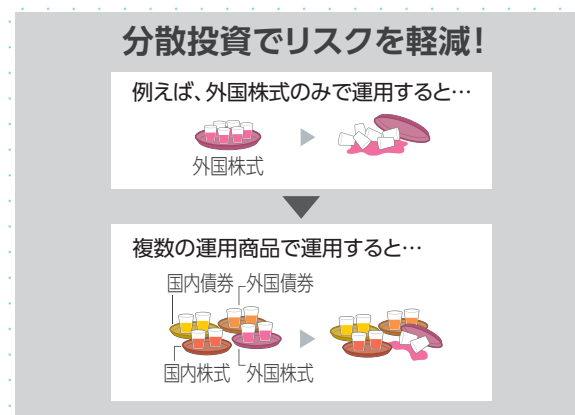 分散投資でリスクを軽減!
例えば、外国株式のみで運用すると…
外国株式
複数の運用商品で運用すると…
国内債券 外国債券
国内株式 外国株式